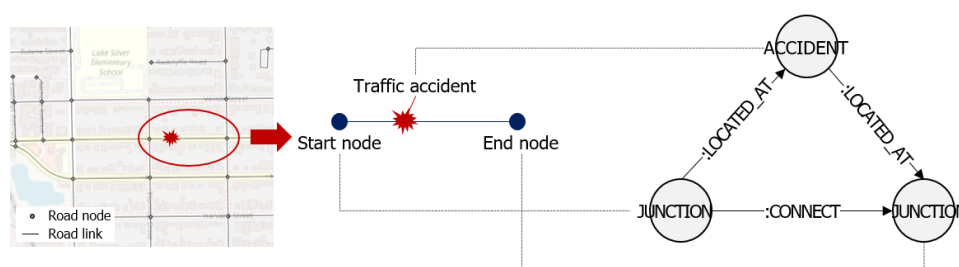 Lake Silver
Elementary
School
Road node
Road link
Traffic accident
Start node
End node
ACCIDENT
:LOCATED_AT
:LOCATED_AT
JUNCTION
:CONNECT
JUNCTION